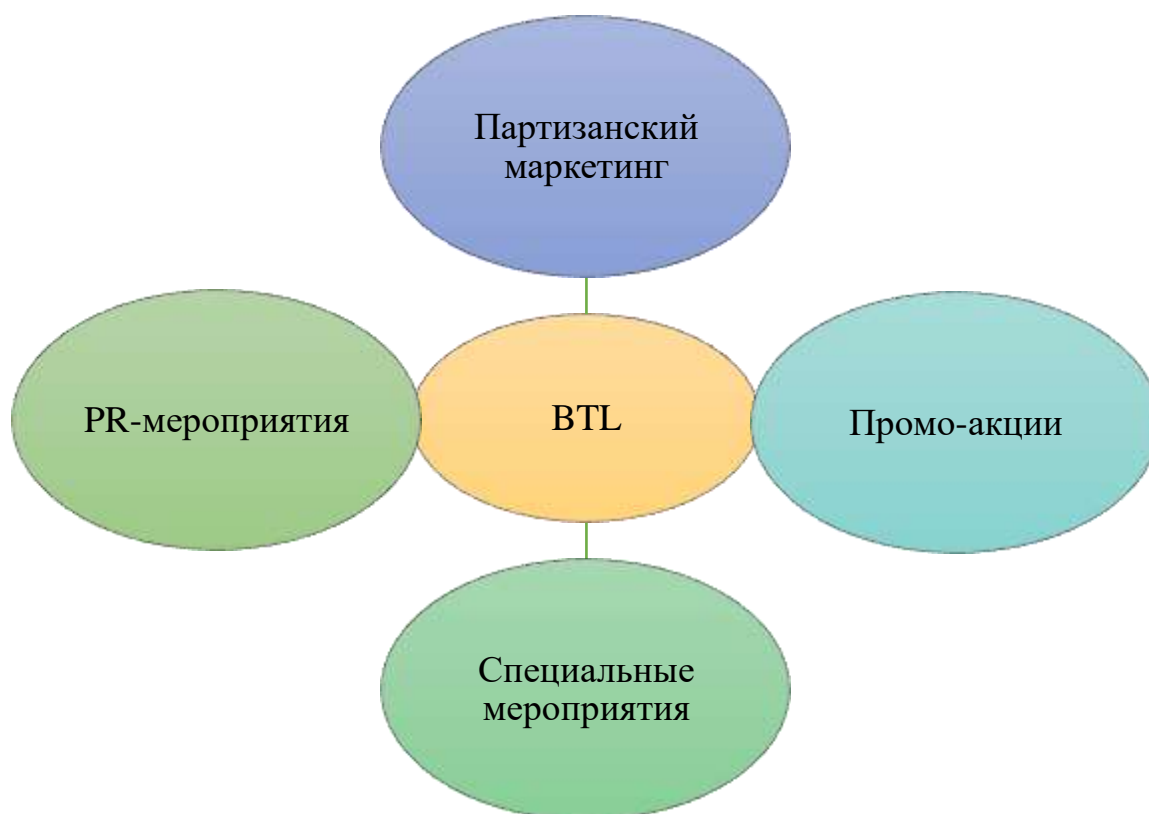 Партизанский
маркетинг
PR-мероприятия
BTL
Промо-акции
Специальные
мероприятия